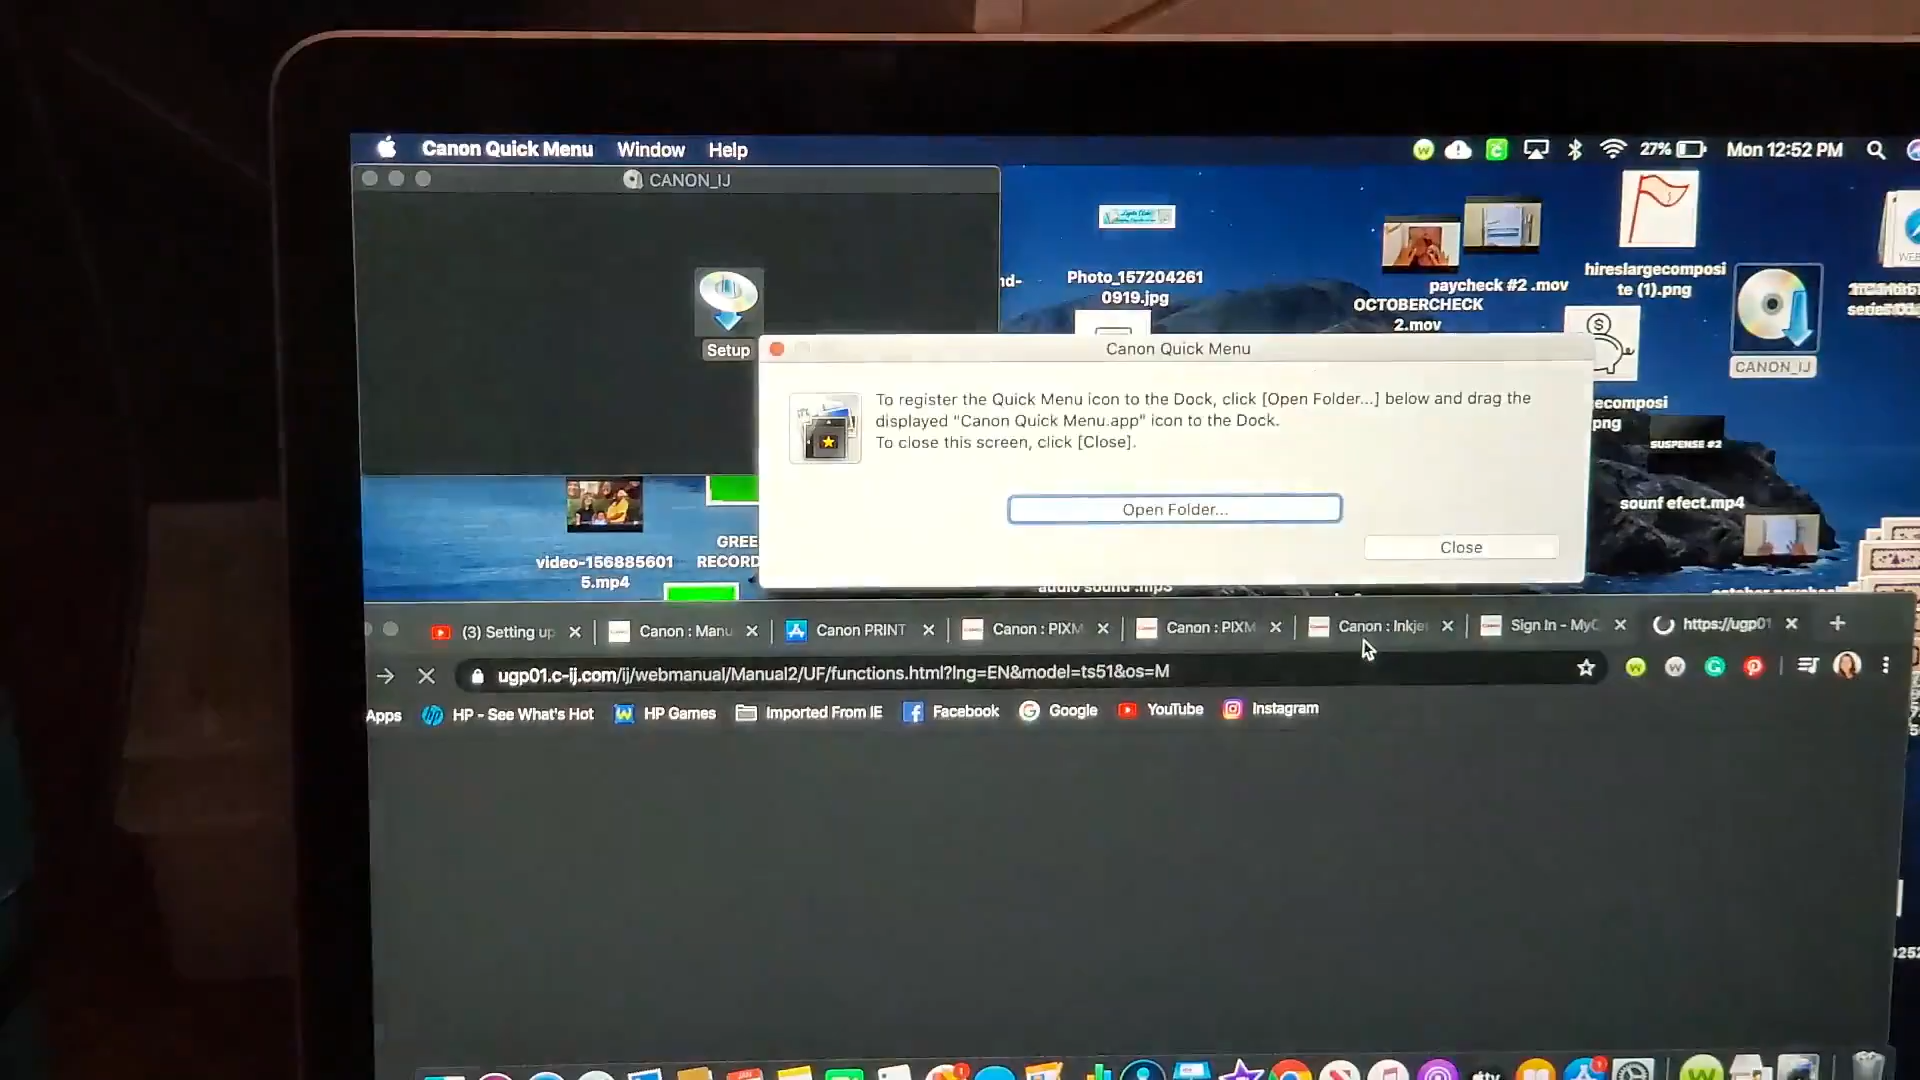 Canon Quick Menu Window Help
27% Mon 12:52 PM
CANON_IJ
Setup
Photo_157204261
0919.jpg
paycheck #2 .mov
OCTOBERCHECK
2.mov
hireslargecomposi
te (1).png
CANON_IJ
Canon Quick Menu
To register the Quick Menu icon to the Dock, click [Open Folder...] below and drag the
displayed "Canon Quick Menu.app" icon to the Dock.
To close this screen, click [Close].
Open Folder...
Close
ecomposi
png
SUSPENSE #2
sounf efect.mp4
video-156885601
5.mp4
GREE
RECORD
audio sound .mp3
(3) Setting up
Canon : Manu
Canon PRINT
Canon : PIXM
Canon : PIXM
Canon : Inkje
Sign In - MyC
https://ugp01
ugp01.c-ij.com/ij/webmanual/Manual2/UF/functions.html?lng=EN&model=ts51&os=M
Apps HP - See What's Hot HP Games Imported From IE Facebook Google YouTube Instagram